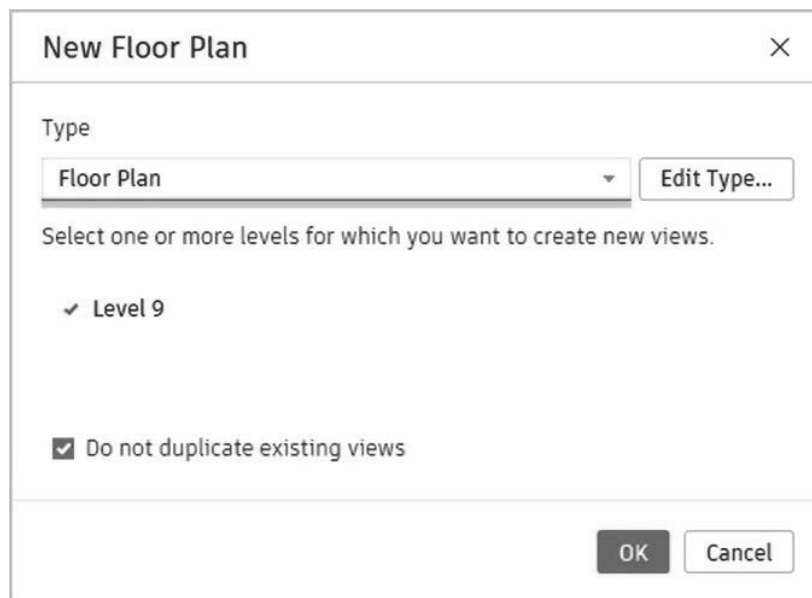 New Floor Plan
Type
Floor Plan
Edit Type...
Select one or more levels for which you want to create new views.
Level 9
Do not duplicate existing views
OK
Cancel